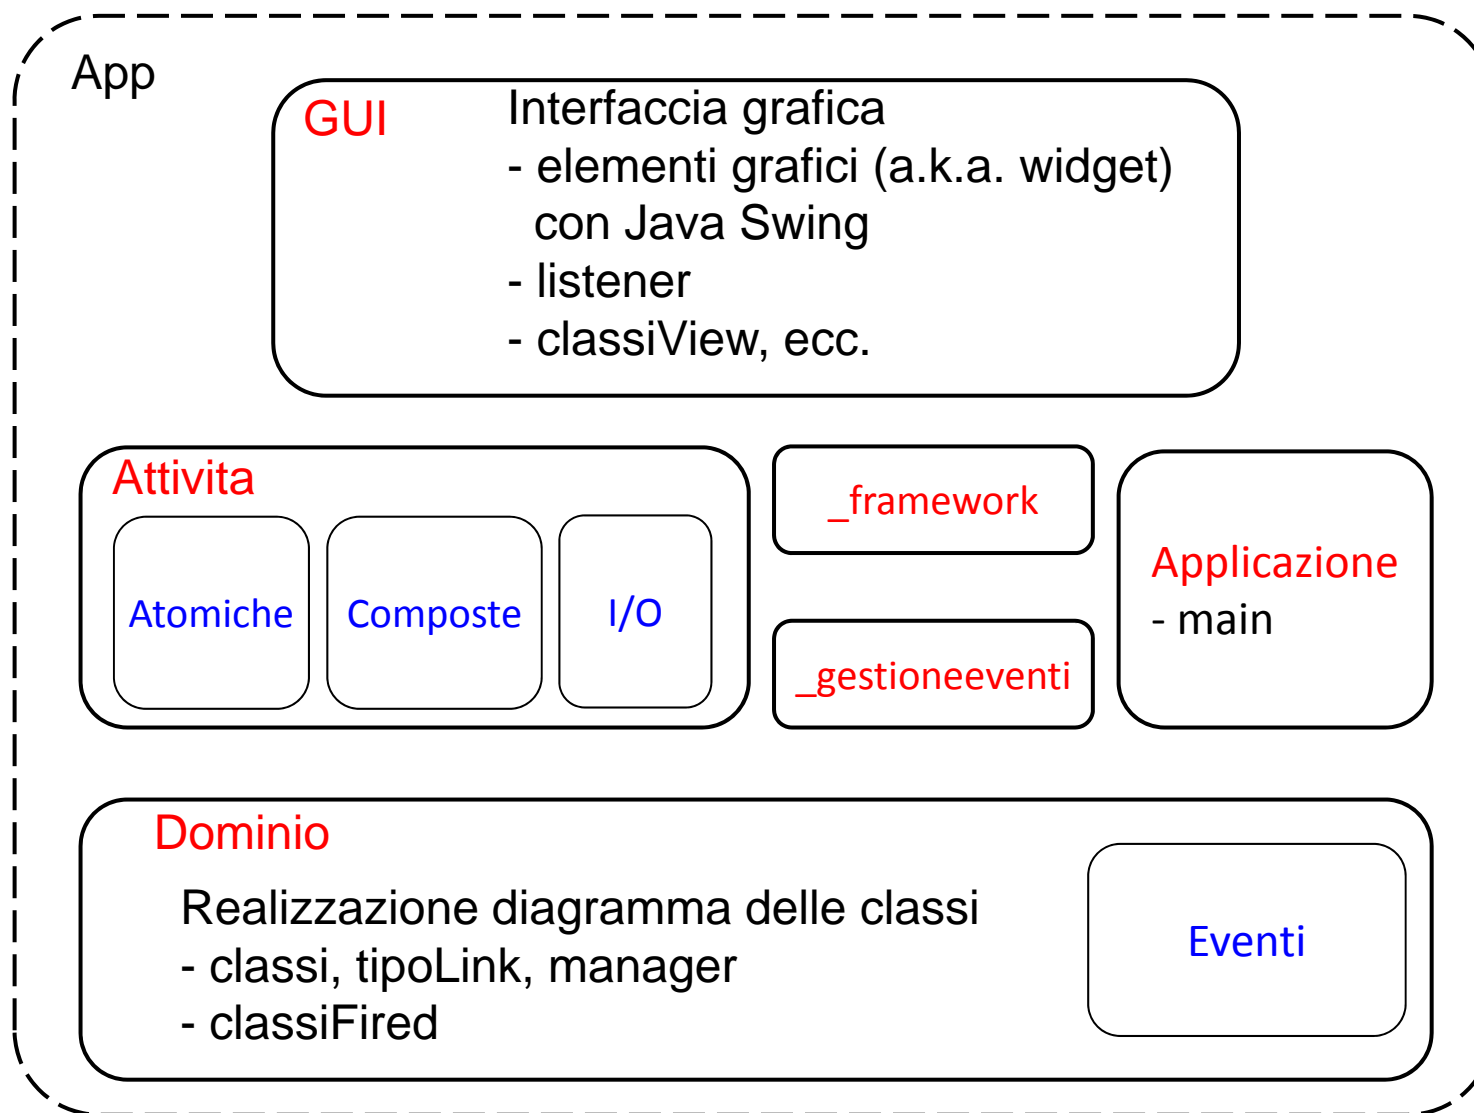 App
GUI
Interfaccia grafica
- elementi grafici (a.k.a. widget)
con Java Swing
- listener
- classiView, ecc.
Attivita
Atomiche
Composte
I/O
_framework
_gestioneeventi
Applicazione
- main
Dominio
Realizzazione diagramma delle classi
- classi, tipoLink, manager
- classiFired
Eventi